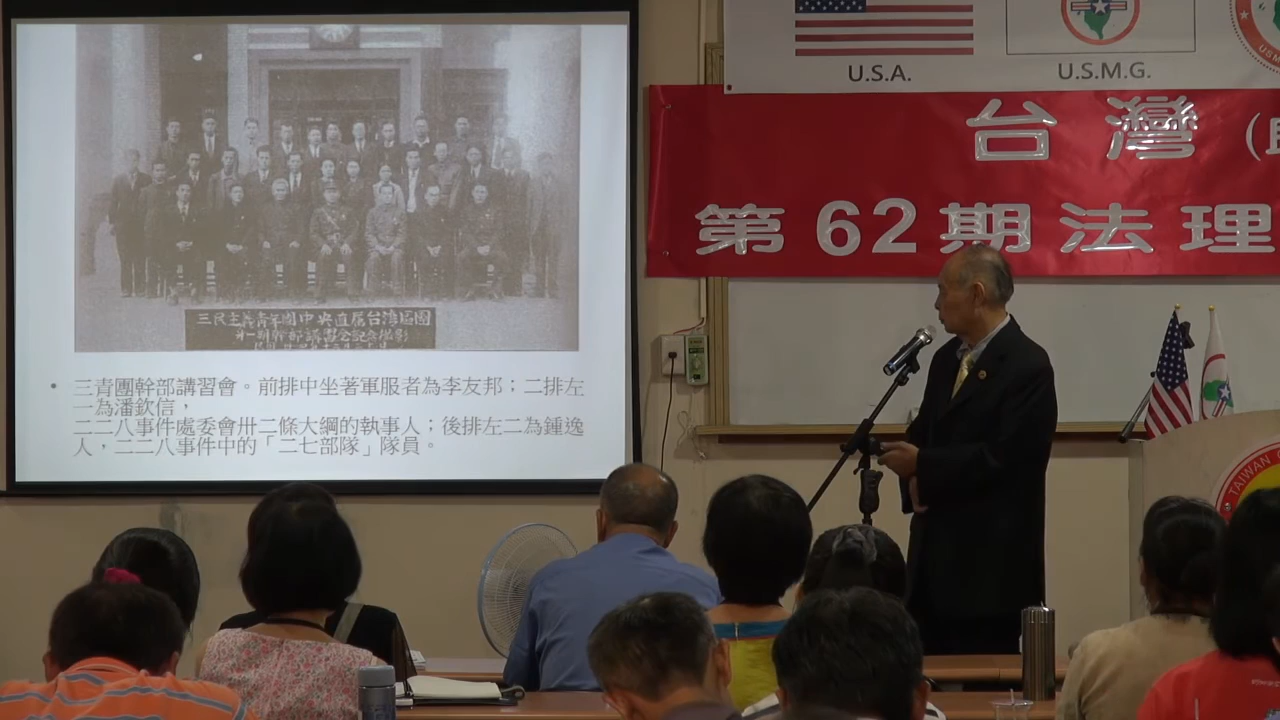 U.S.A.
U.S.M.G.
台灣
第62期法理
三民主義青年團中央直屬台灣區團
三青團幹部講習會。前排中坐著軍服者為李友邦；二排左
一為潘欽信，
二二八事件處委會卅二條大綱的執事人；後排左二為鍾逸
人，二二八事件中的「二七部隊」隊員。
TAIWAN